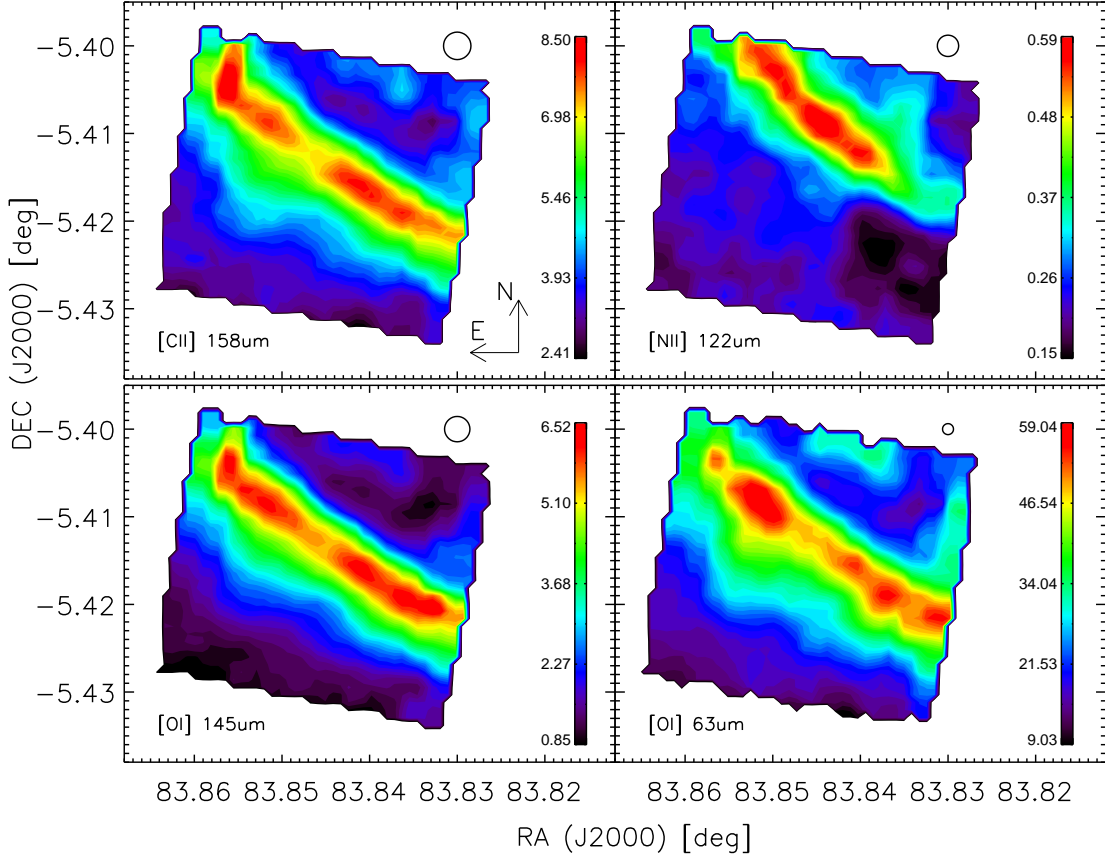 −5.40
−5.41
−5.42
−5.43
8.50
6.98
5.46
3.93
2.41
N
E
[CII] 158um
0.59
0.48
0.37
0.26
0.15
[NII] 122um
DEC (J2000) [deg]
−5.40
−5.41
−5.42
−5.43
6.52
5.10
3.68
2.27
0.85
[OI] 145um
59.04
46.54
34.04
21.53
9.03
[OI] 63um
83.86 83.85 83.84 83.83 83.82
83.86 83.85 83.84 83.83 83.82
RA (J2000) [deg]